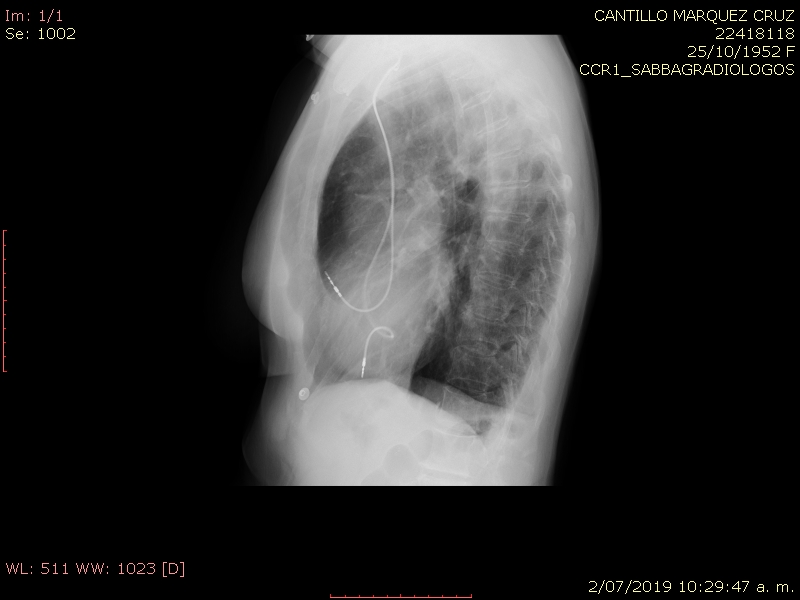 Im: 1/1
Se: 1002
CANTILLO MARQUEZ CRUZ
22418118
25/10/1952 F
CCR1_SABBAGRADIOLOGOS
WL: 511 WW: 1023 [D]
2/07/2019 10:29:47 a. m.